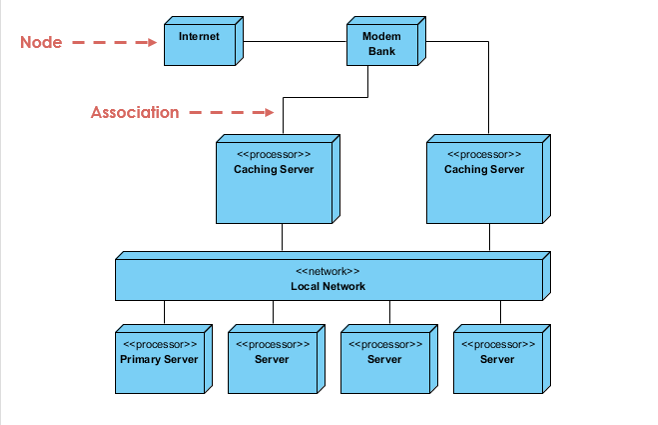 Internet
Modem
Bank
Node
Association
<<processor>>
Caching Server
<<processor>>
Caching Server
<<network>>
Local Network
<<processor>>
Primary Server
<<processor>>
Server
<<processor>>
Server
<<processor>>
Server